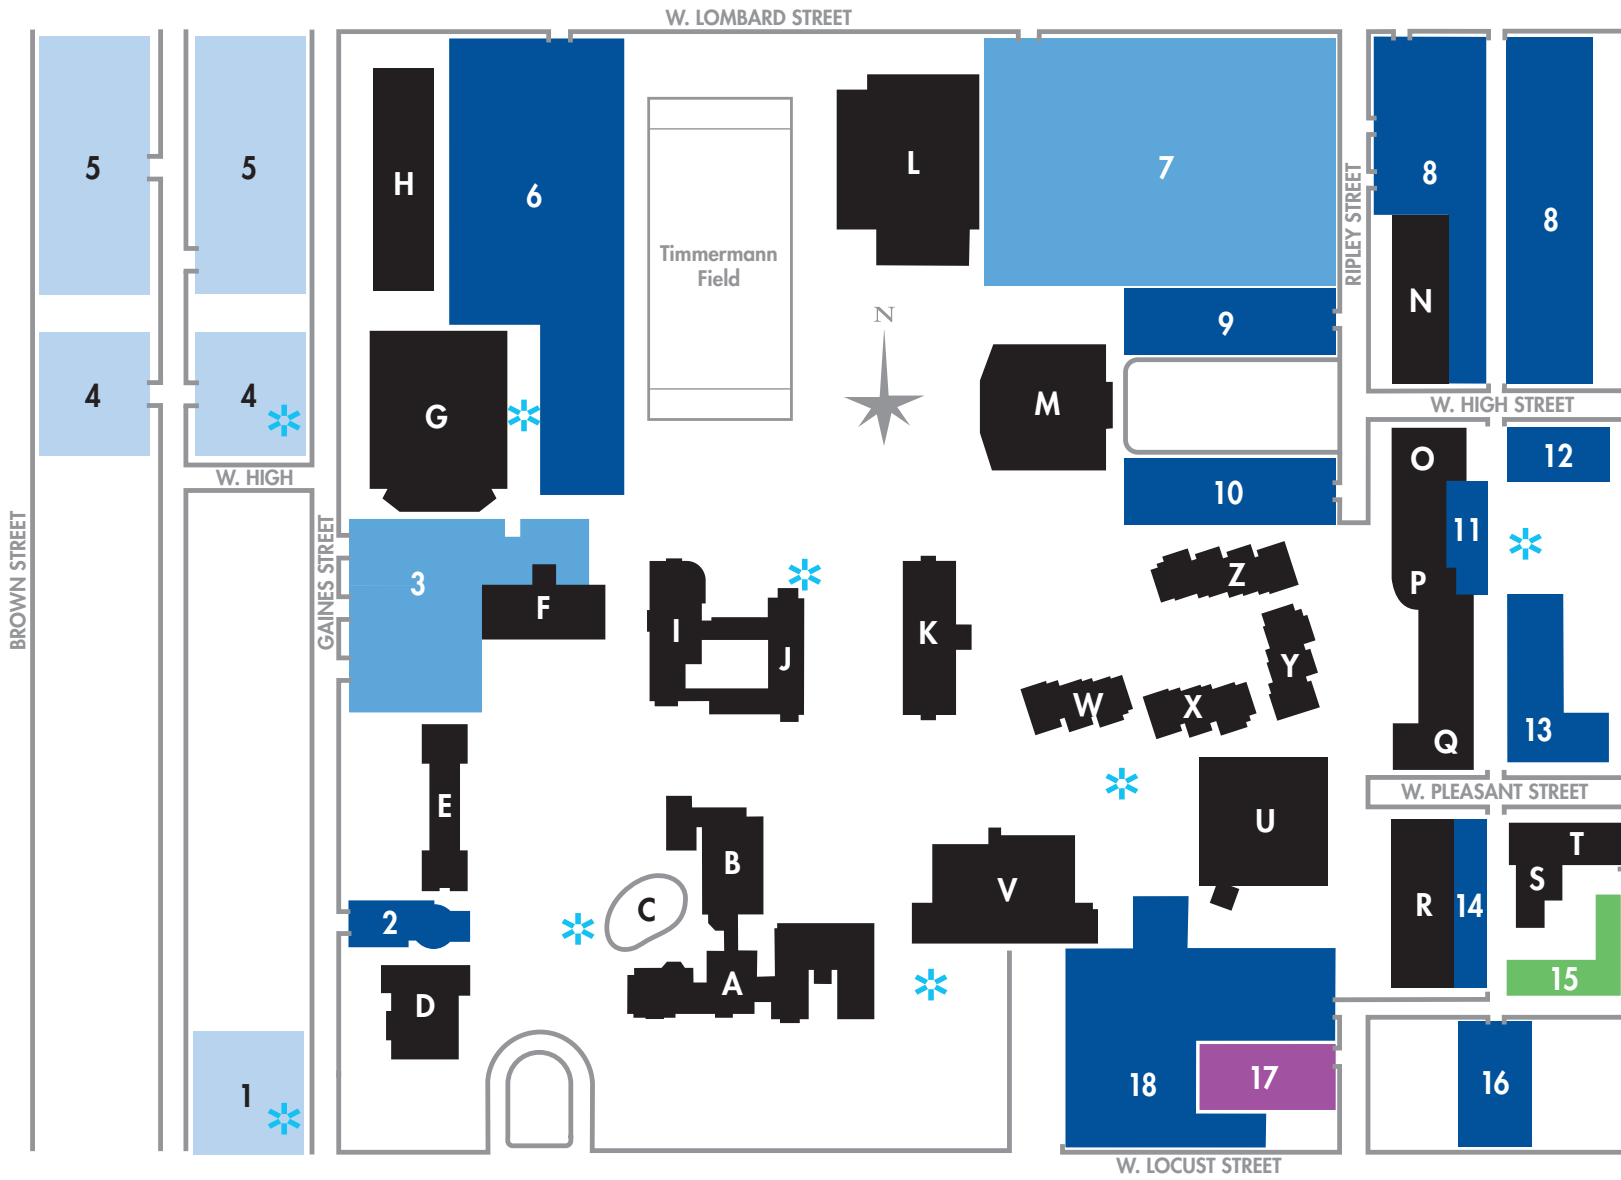 W. LOMBARD STREET
5
5
H
6
L
7
8
8
RIPLEY STREET
Timmermann
Field
N
N
9
4
4
G
M
W. HIGH STREET
W. HIGH
O
12
10
11
BROWN STREET
GAINES STREET
3
F
I
J
K
Z
P
Y
W
X
13
Q
W. PLEASANT STREET
E
B
V
U
T
S
R
14
C
2
A
D
15
1
18
17
16
W. LOCUST STREET